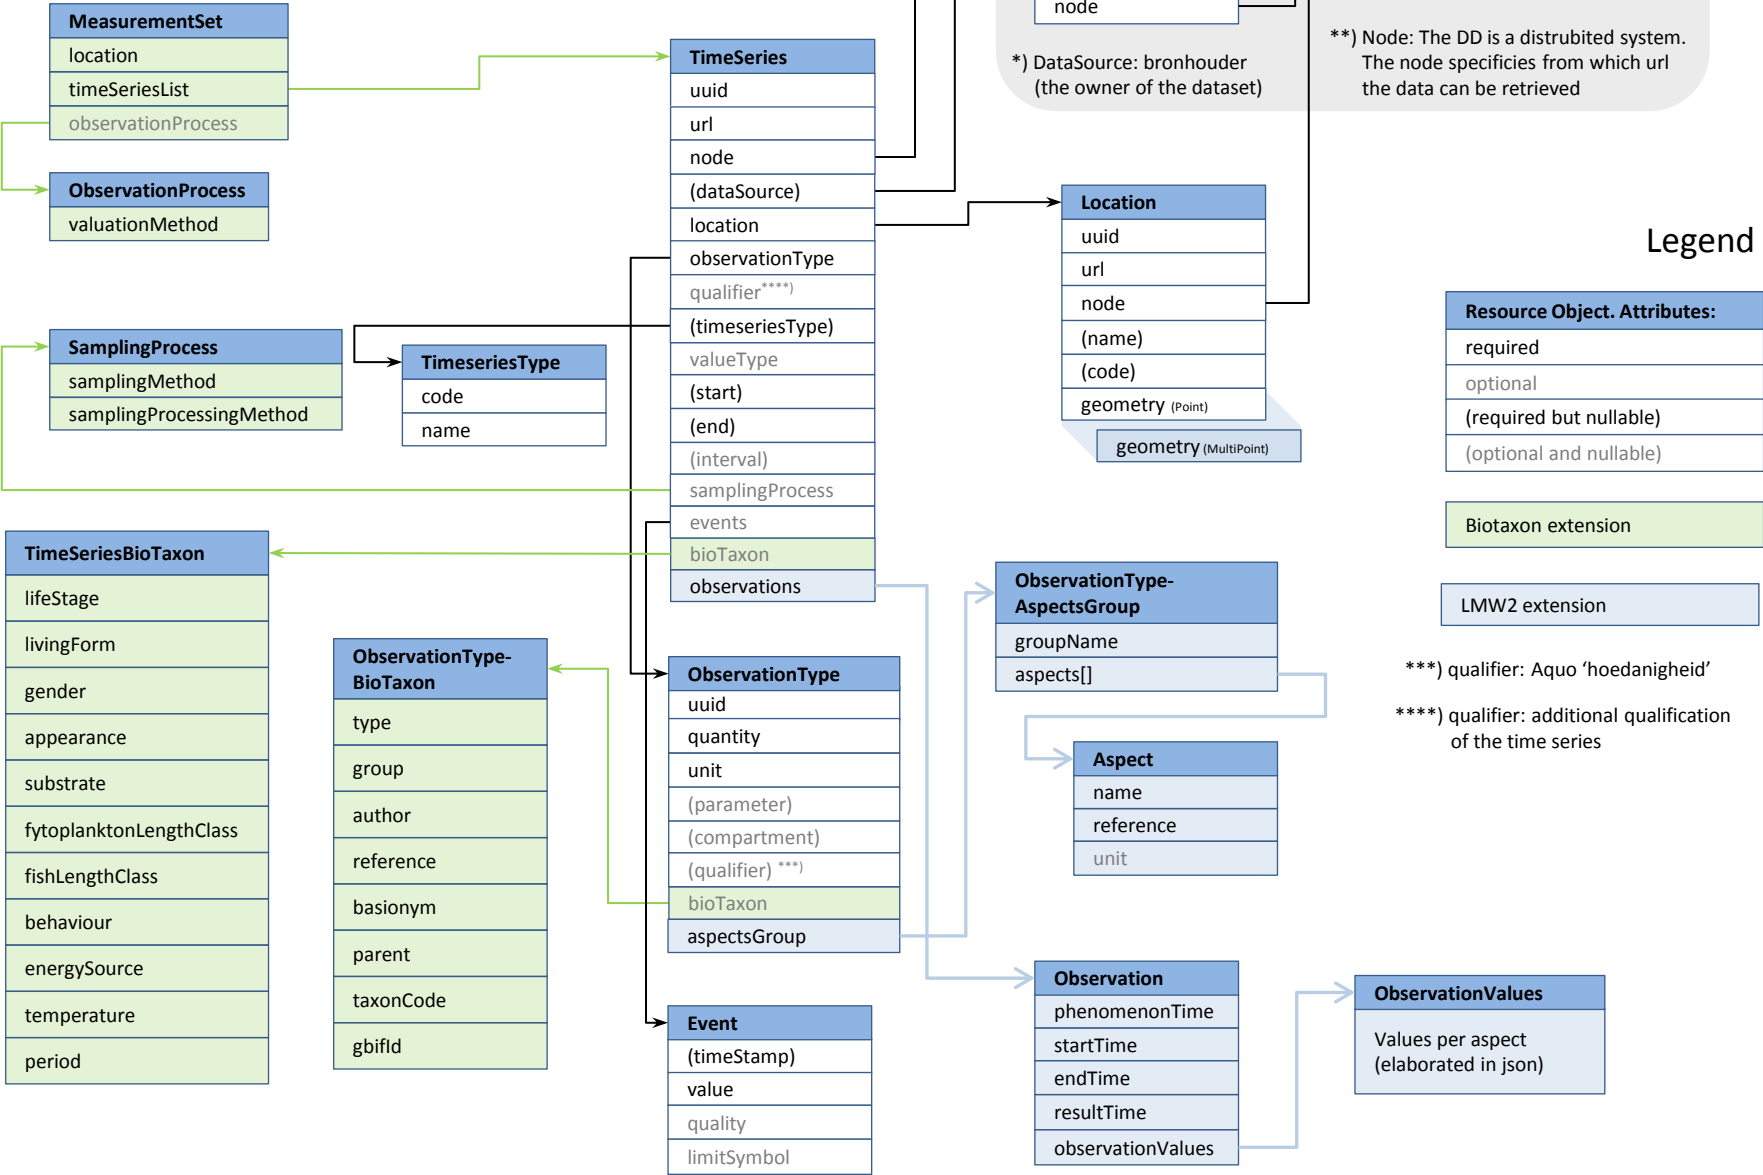 MeasurementSet
location
timeSeriesList
observationProcess
ObservationProcess
valuationMethod
SamplingProcess
samplingMethod
samplingProcessingMethod
TimeseriesType
code
name
TimeSeries
uuid
url
node
(dataSource)
location
observationType
qualifier****)
(timeseriesType)
valueType
(start)
(end)
(interval)
samplingProcess
events
bioTaxon
observations
node
*) DataSource: bronhouder
(the owner of the dataset)
**) Node: The DD is a distrubited system.
The node specificies from which url
the data can be retrieved
Location
uuid
url
node
(name)
(code)
geometry (Point)
geometry (MultiPoint)
Legend
Resource Object. Attributes:
required
optional
(required but nullable)
(optional and nullable)
Biotaxon extension
LMW2 extension
***) qualifier: Aquo ‘hoedanigheid’
****) qualifier: additional qualification
of the time series
TimeSeriesBioTaxon
lifeStage
livingForm
gender
appearance
substrate
fytoplanktonLengthClass
fishLengthClass
behaviour
energySource
temperature
period
ObservationType-
BioTaxon
type
group
author
reference
basionym
parent
taxonCode
gbifId
ObservationType
uuid
quantity
unit
(parameter)
(compartment)
(qualifier) ***)
bioTaxon
aspectsGroup
Event
(timeStamp)
value
quality
limitSymbol
ObservationType-
AspectsGroup
groupName
aspects[]
Aspect
name
reference
unit
Observation
phenomenonTime
startTime
endTime
resultTime
observationValues
ObservationValues
Values per aspect
(elaborated in json)